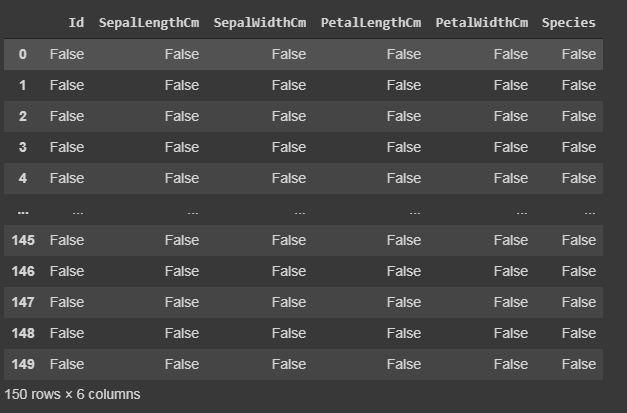 Id SepalLengthCm SepalWidthCm PetalLengthCm PetalWidthCm Species
0 False False False False False False
1 False False False False False False
2 False False False False False False
3 False False False False False False
4 False False False False False False
... ... ... ... ... ... ...
145 False False False False False False
146 False False False False False False
147 False False False False False False
148 False False False False False False
149 False False False False False False
150 rows × 6 columns